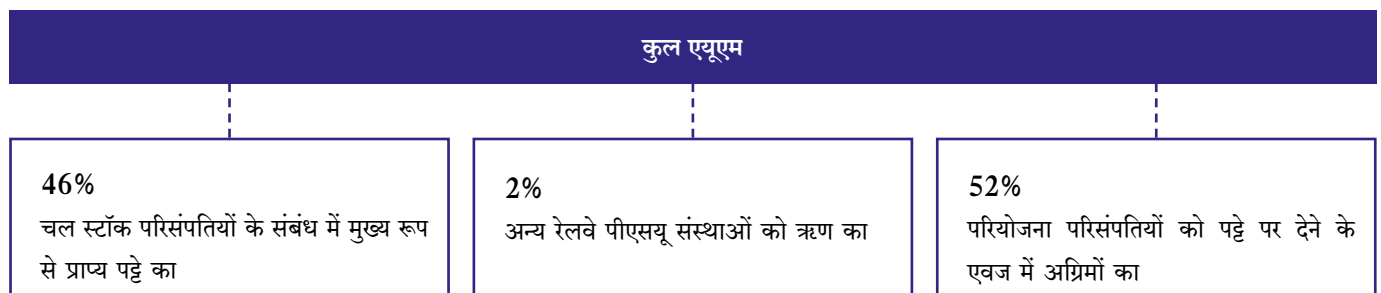 कुल एयूएम
46%
चल स्टॉक परिसंपतियों के संबंध में मुख्य रूप
से प्राप्य पट्टे का
2%
अन्य रेलवे पीएसयू संस्थाओं को ऋण का
52%
परियोजना परिसंपतियों को पट्टे पर देने के
एवज में अग्रिमों का